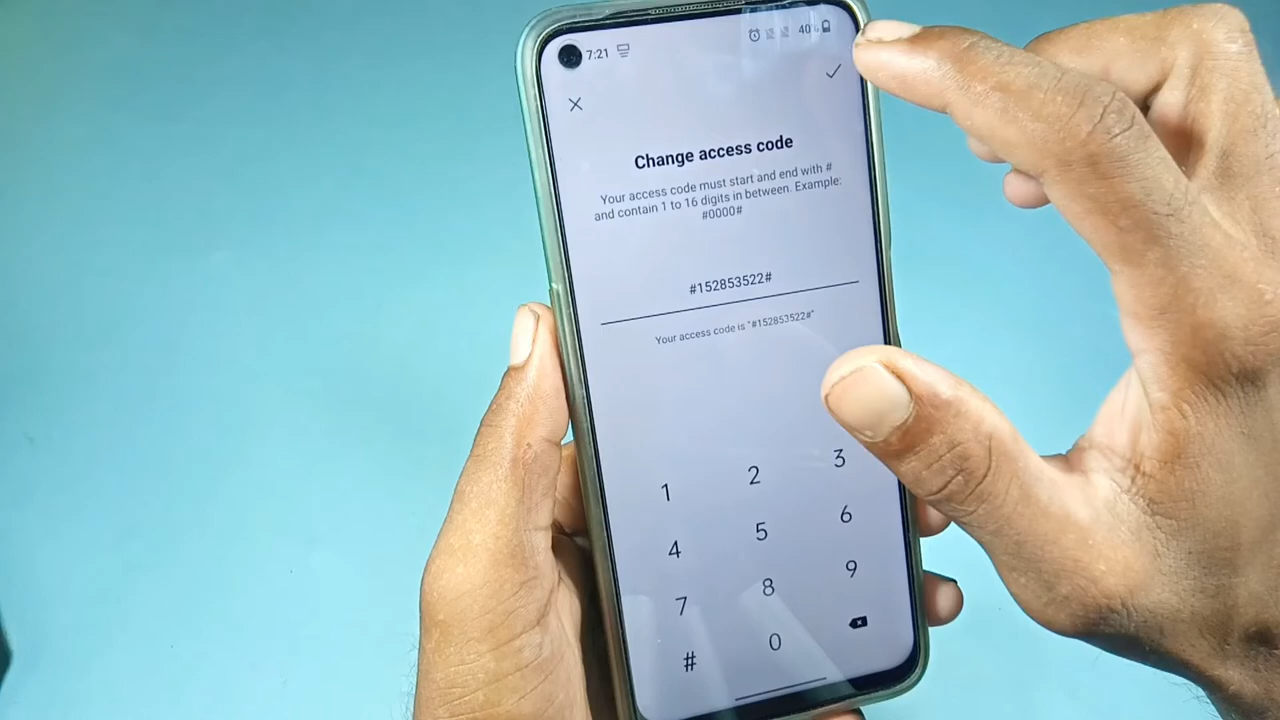 7:21
40
Change access code
Your access code must start and end with #
and contain 1 to 16 digits in between. Example:
#0000#
#152853522#
Your access code is "#152853522#"
1 2 3
4 5 6
7 8 9
# 0